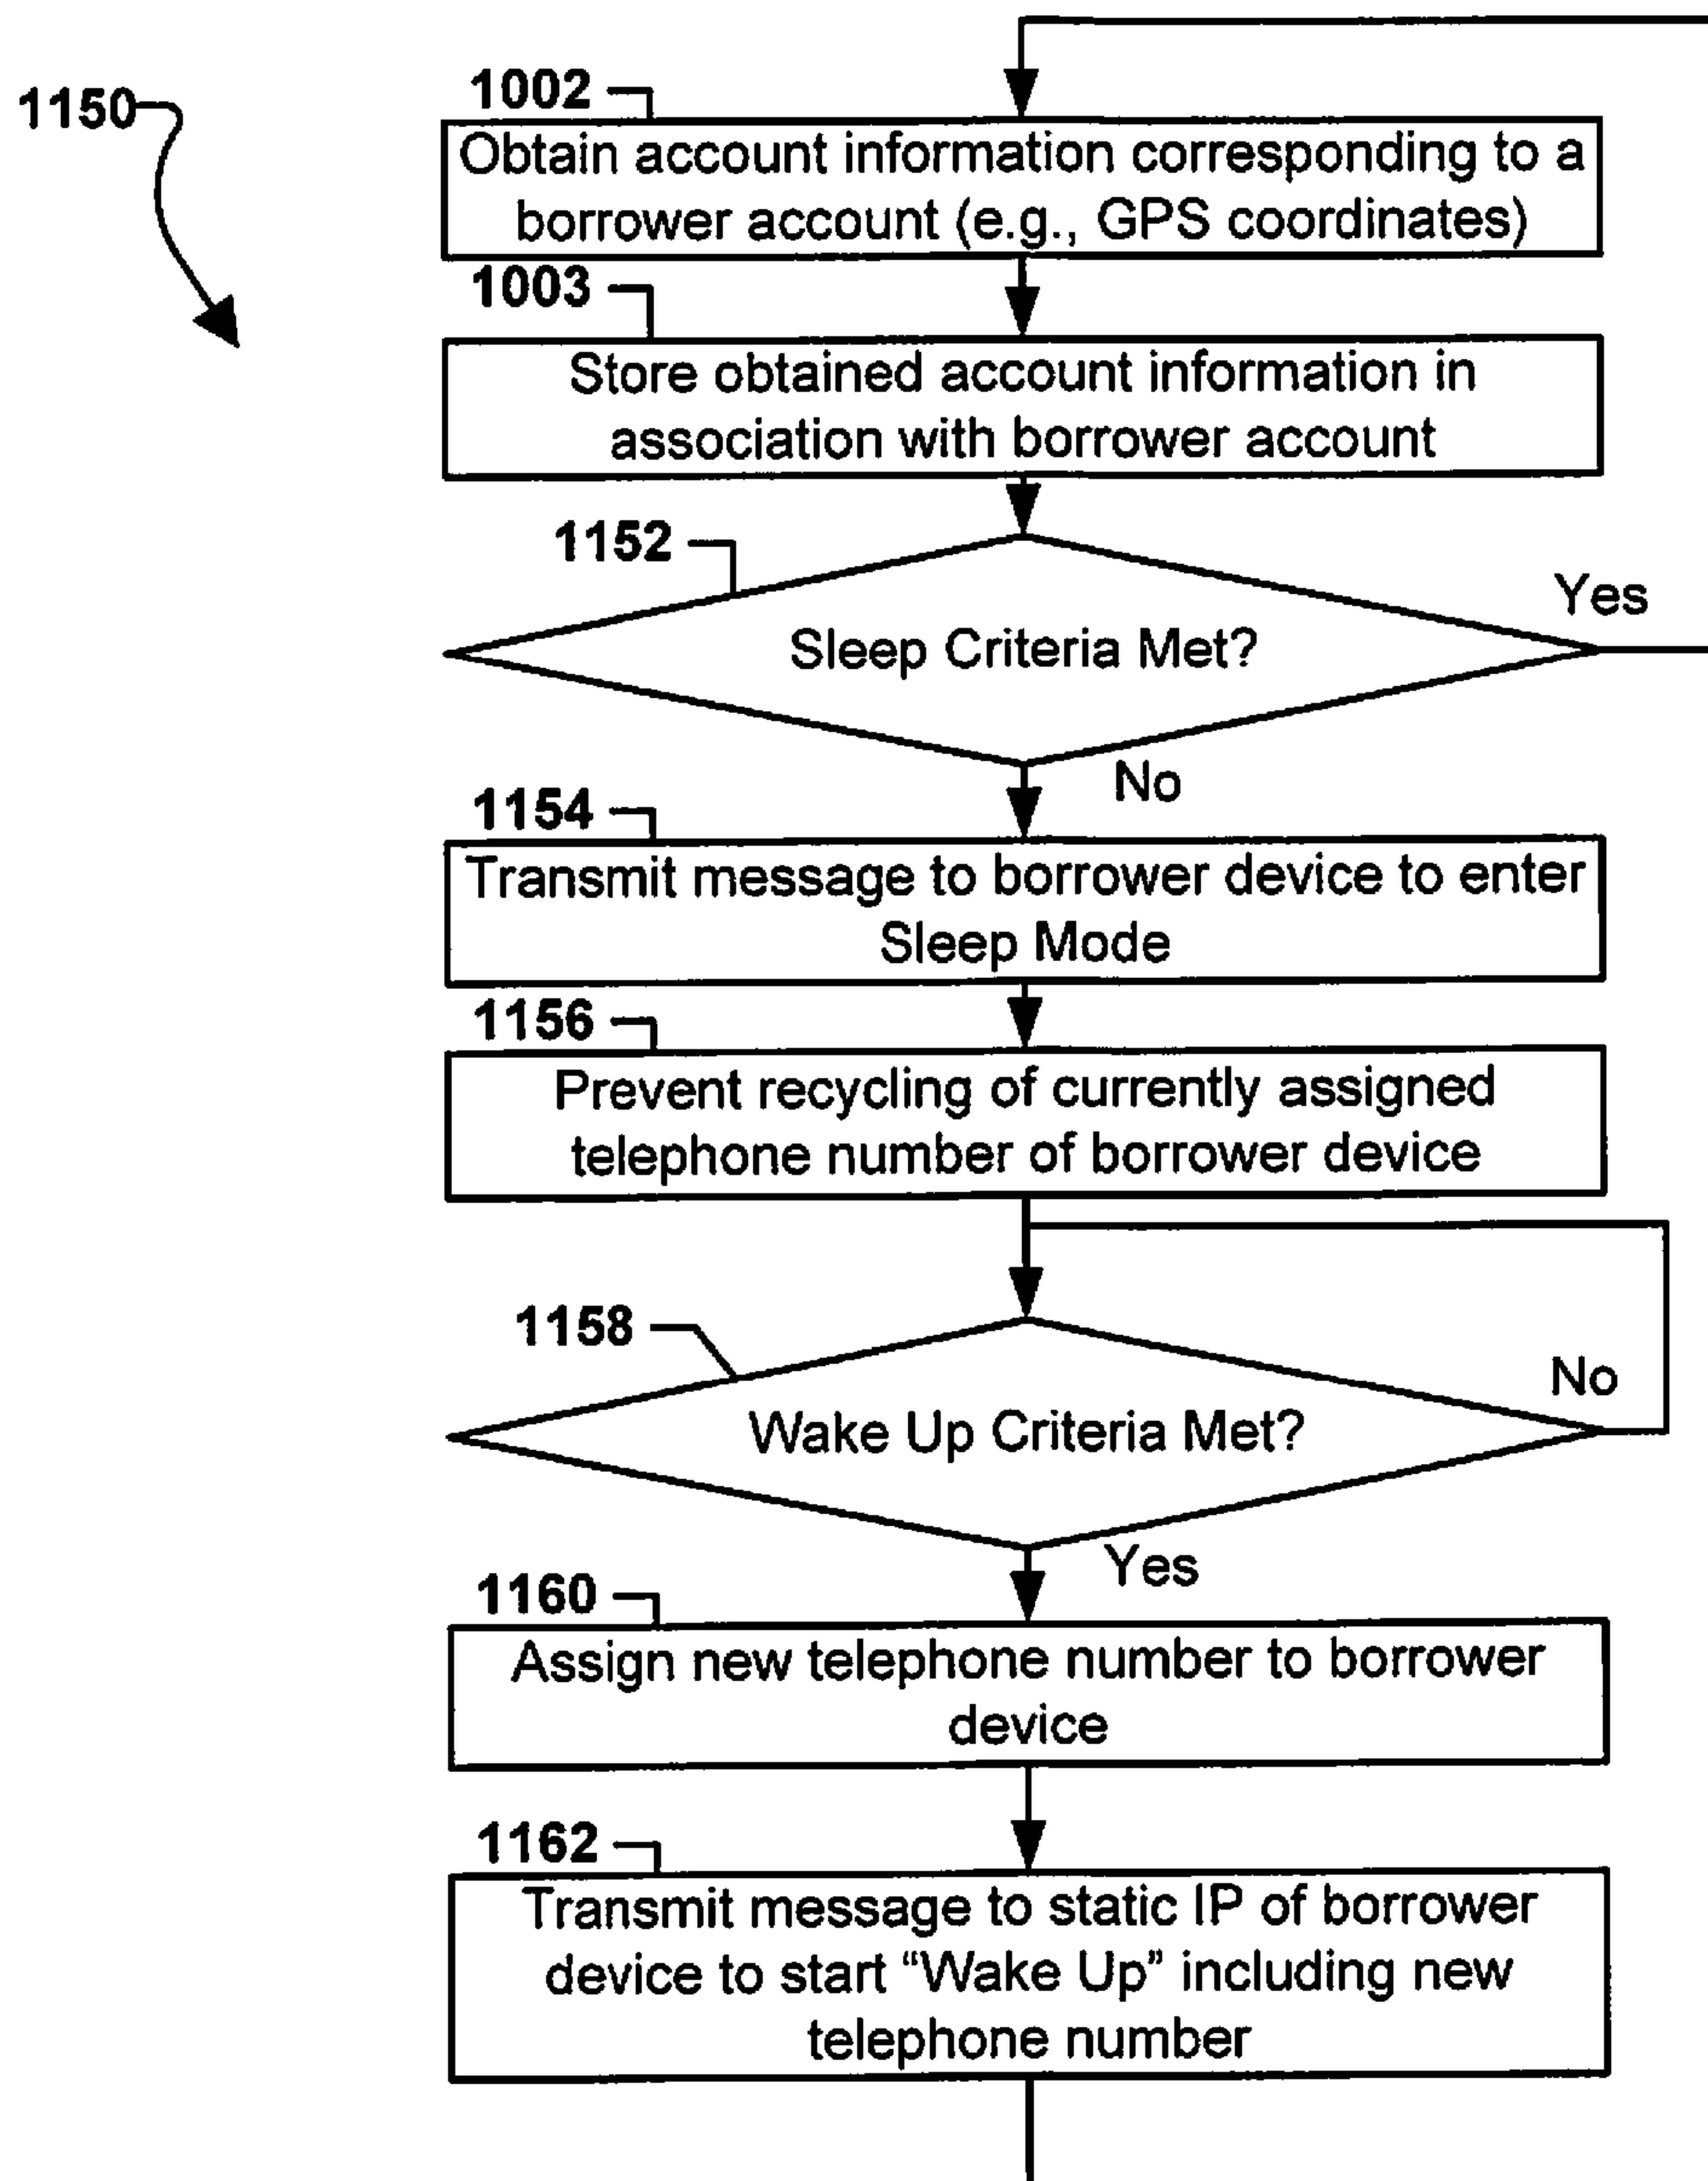 1150
1002
Obtain account information corresponding to a
borrower account (e.g., GPS coordinates)
1003
Store obtained account information in
association with borrower account
1152
Yes
Sleep Criteria Met?
No
1154
Transmit message to borrower device to enter
Sleep Mode
1156
Prevent recycling of currently assigned
telephone number of borrower device
1158
No
Wake Up Criteria Met?
Yes
1160
Assign new telephone number to borrower
device
1162
Transmit message to static IP of borrower
device to start “Wake Up” including new
telephone number